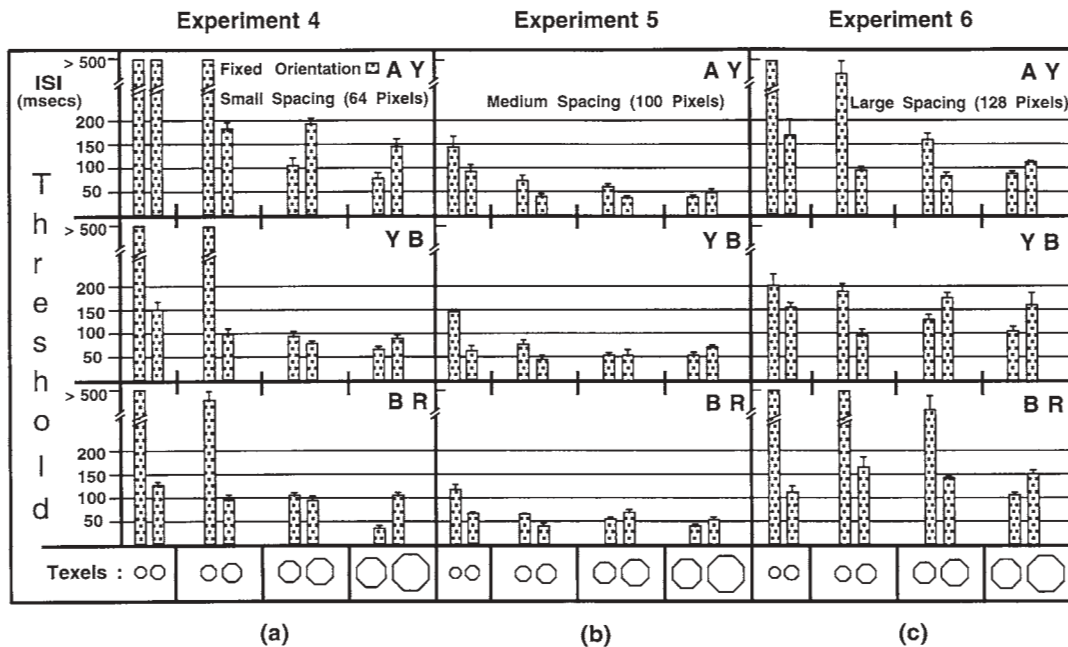 Experiment 4 Experiment 5 Experiment 6
ISI
(msecs)
Threshold
> 500
200
150
100
50
Fixed Orientation A Y
Small Spacing (64 Pixels)
A Y
Medium Spacing (100 Pixels)
A Y
Large Spacing (128 Pixels)
> 500
200
150
100
50
Y B
Y B
Y B
> 500
200
150
100
50
B R
B R
B R
Texels :
(a) (b) (c)